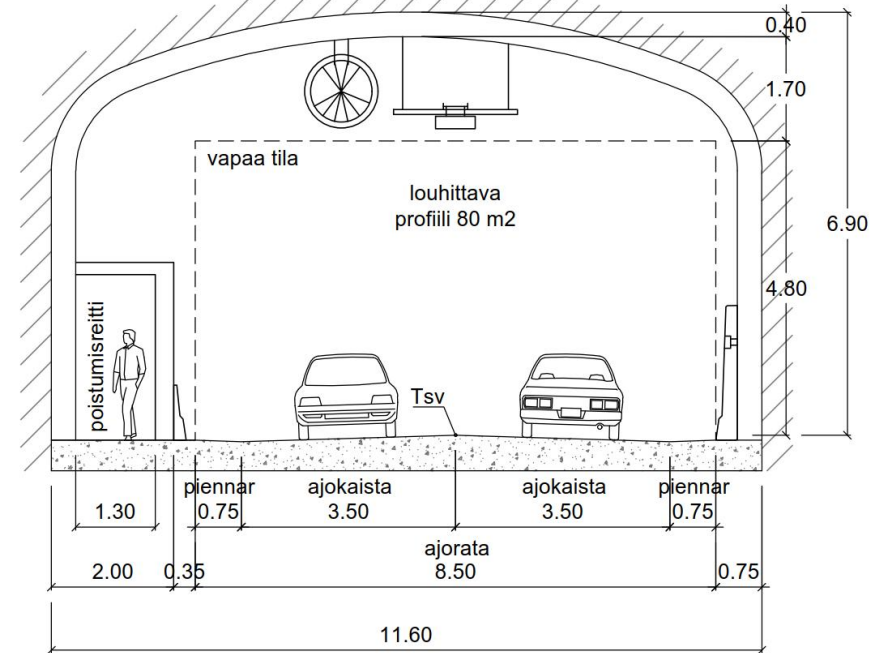 0.40
1.70
vapaa tila
louhittava
profiili 80 m2
6.90
4.80
poistumisreitti
Tsv
piennar
ajokaista
ajokaista
piennar
1.30
0.75
3.50
3.50
0.75
ajorata
2.00
0.35
8.50
0.75
11.60